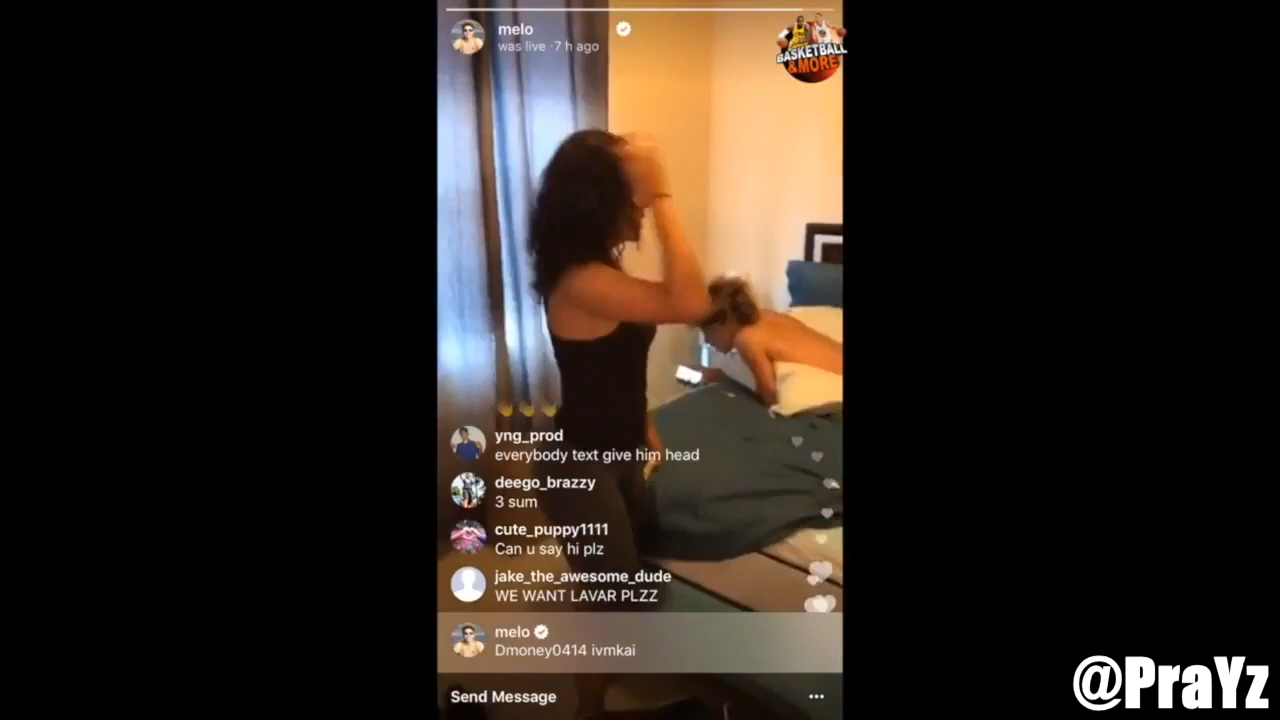 melo
was live · 7 h ago
BASKETBALL
&MORE
yng_prod
everybody text give him head
deego_brazzy
3 sum
cute_puppy1111
Can u say hi plz
jake_the_awesome_dude
WE WANT LAVAR PLZZ
melo
Dmoney0414 ivmkai
Send Message
@PraYz